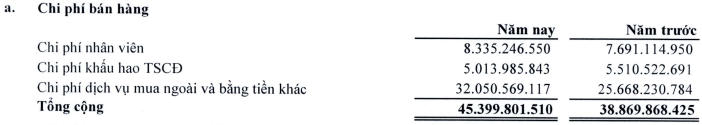 a. Chi phí bán hàng
Năm nay Năm trước
Chi phí nhân viên 8.335.246.550 7.691.114.950
Chi phí khấu hao TSCĐ 5.013.985.843 5.510.522.691
Chi phí dịch vụ mua ngoài và bằng tiền khác 32.050.569.117 25.668.230.784
Tổng cộng 45.399.801.510 38.869.868.425